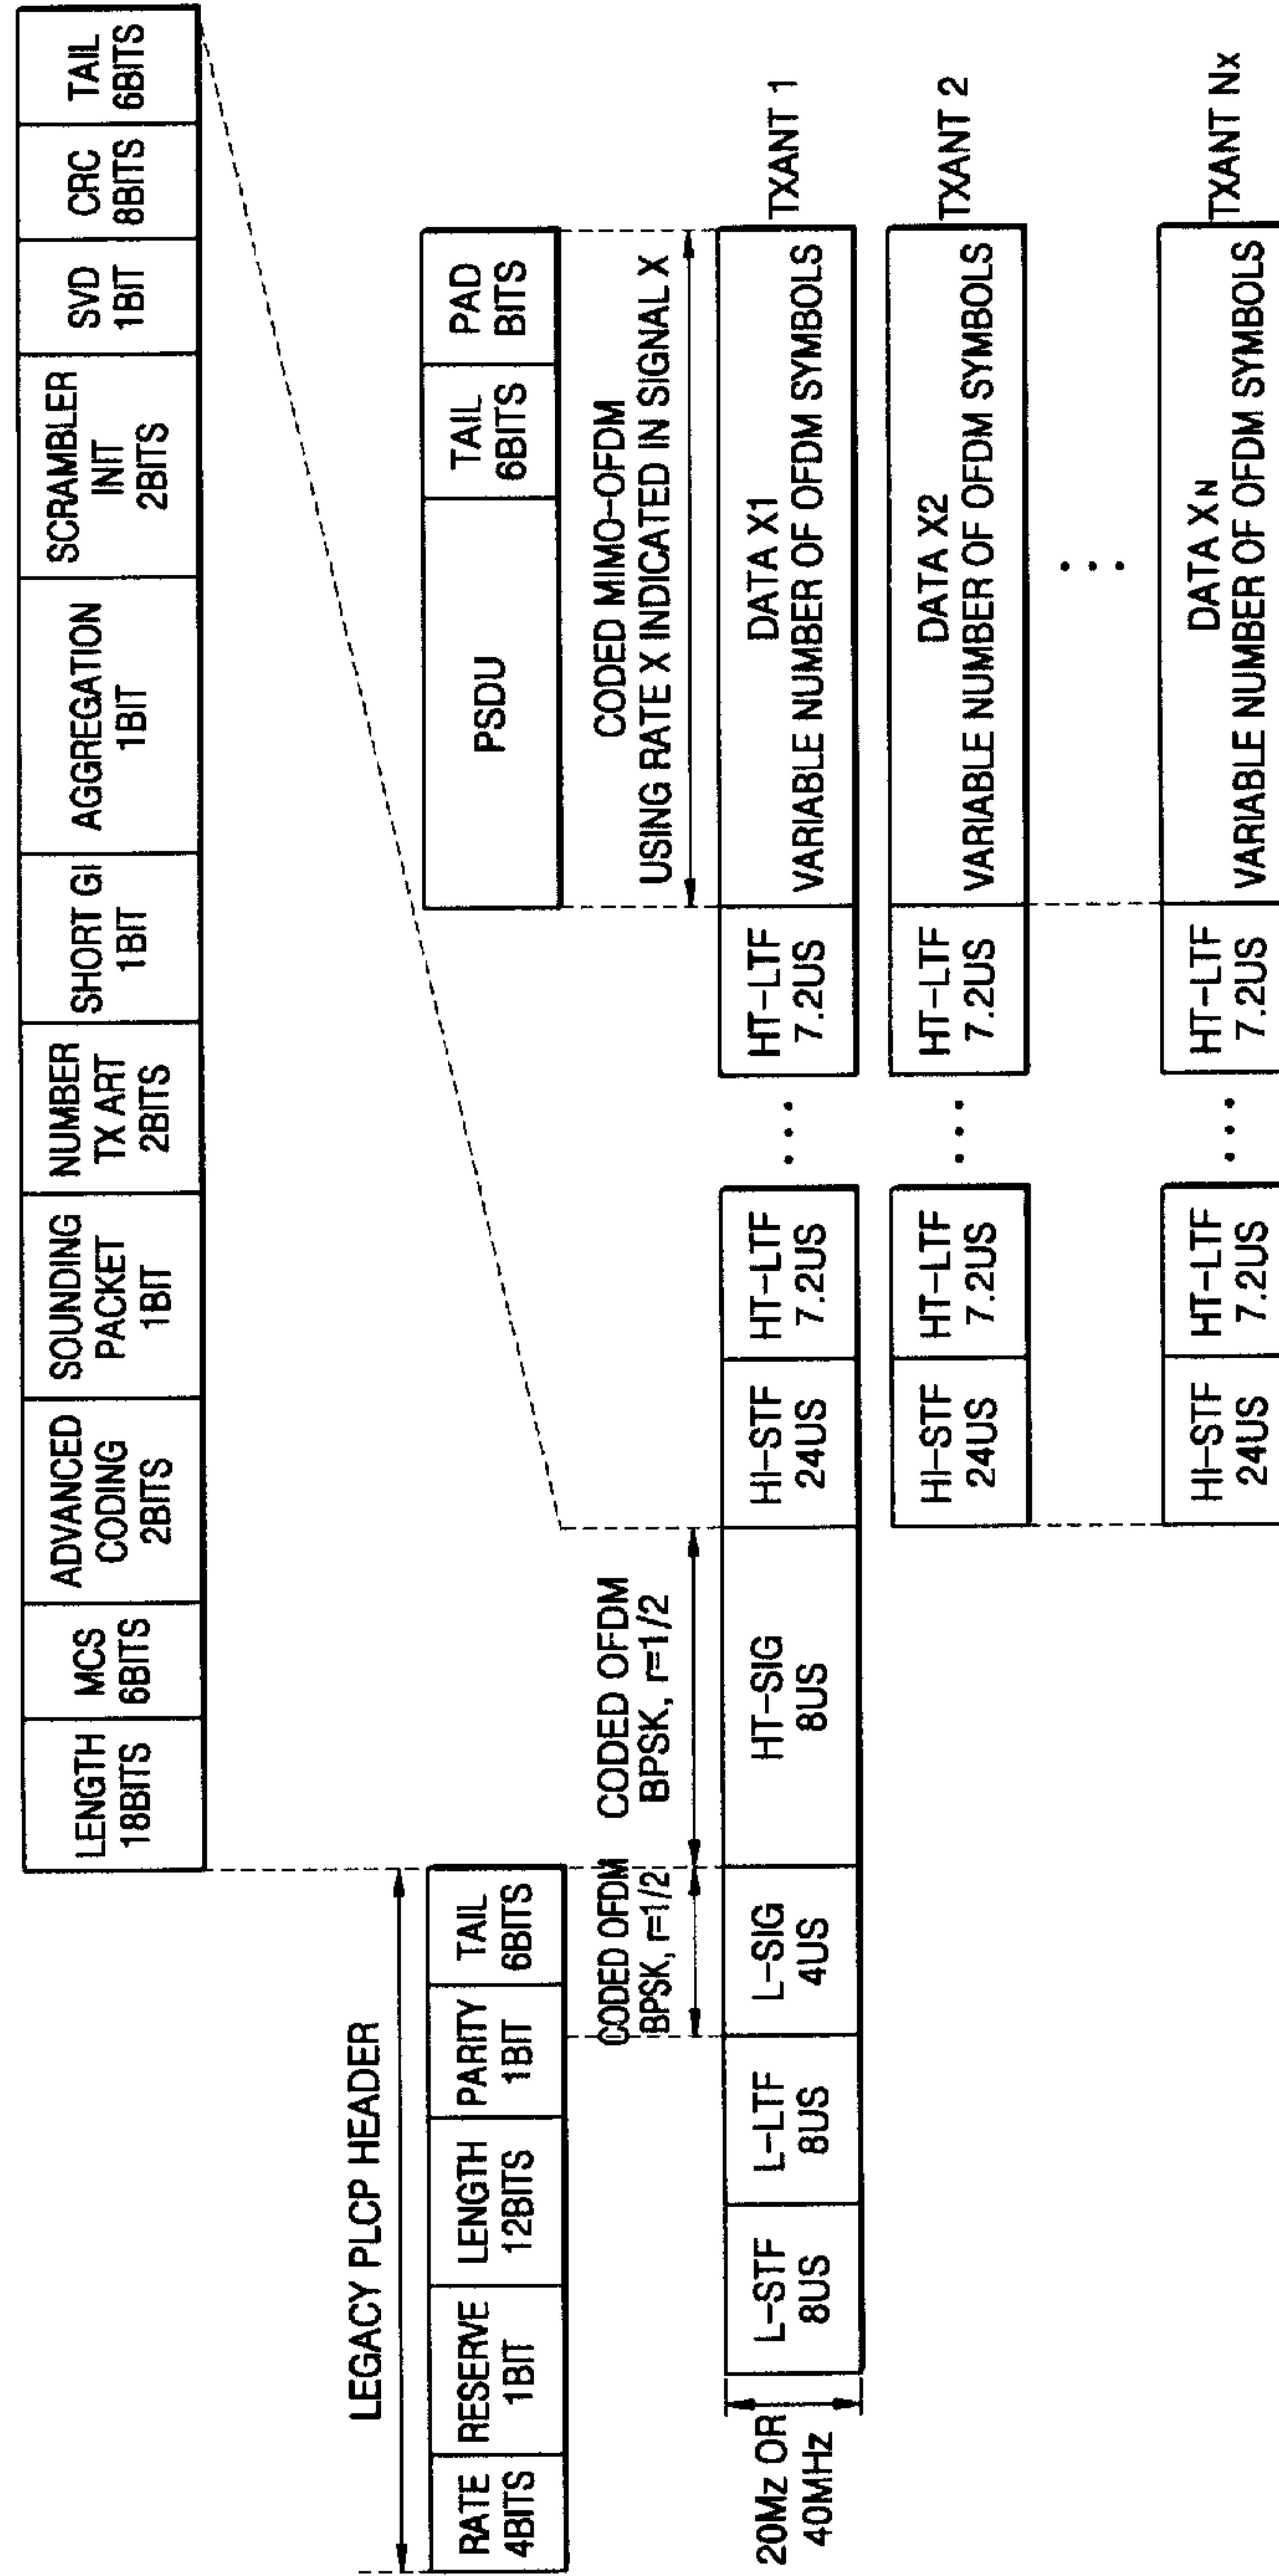 LENGTH
18BITS
MCS
6BITS
ADVANCED
CODING
2BITS
SOUNDING
PACKET
1BIT
NUMBER
TX ART
2BITS
SHORT GI
1BIT
AGGREGATION
1BIT
SCRAMBLER
INIT
2BITS
SVD
1BIT
CRC
8BITS
TAIL
6BITS
LEGACY PLCP HEADER
RATE
4BITS
RESERVE
1BIT
LENGTH
12BITS
PARITY
1BIT
TAIL
6BITS
PSDU
TAIL
6BITS
PAD
BITS
CODED OFDM
BPSK, r=1/2
CODED OFDM
BPSK, r=1/2
CODED MIMO-OFDM
USING RATE X INDICATED IN SIGNAL X
20Mz OR
40MHz
L-STF
8US
L-LTF
8US
L-SIG
4US
HT-SIG
8US
HI-STF
24US
HT-LTF
7.2US
...
HT-LTF
7.2US
DATA X1
VARIABLE NUMBER OF OFDM SYMBOLS
TXANT 1
HI-STF
24US
HT-LTF
7.2US
...
HT-LTF
7.2US
DATA X2
VARIABLE NUMBER OF OFDM SYMBOLS
TXANT 2
...
HI-STF
24US
HT-LTF
7.2US
...
HT-LTF
7.2US
DATA XN
VARIABLE NUMBER OF OFDM SYMBOLS
TXANT Nx